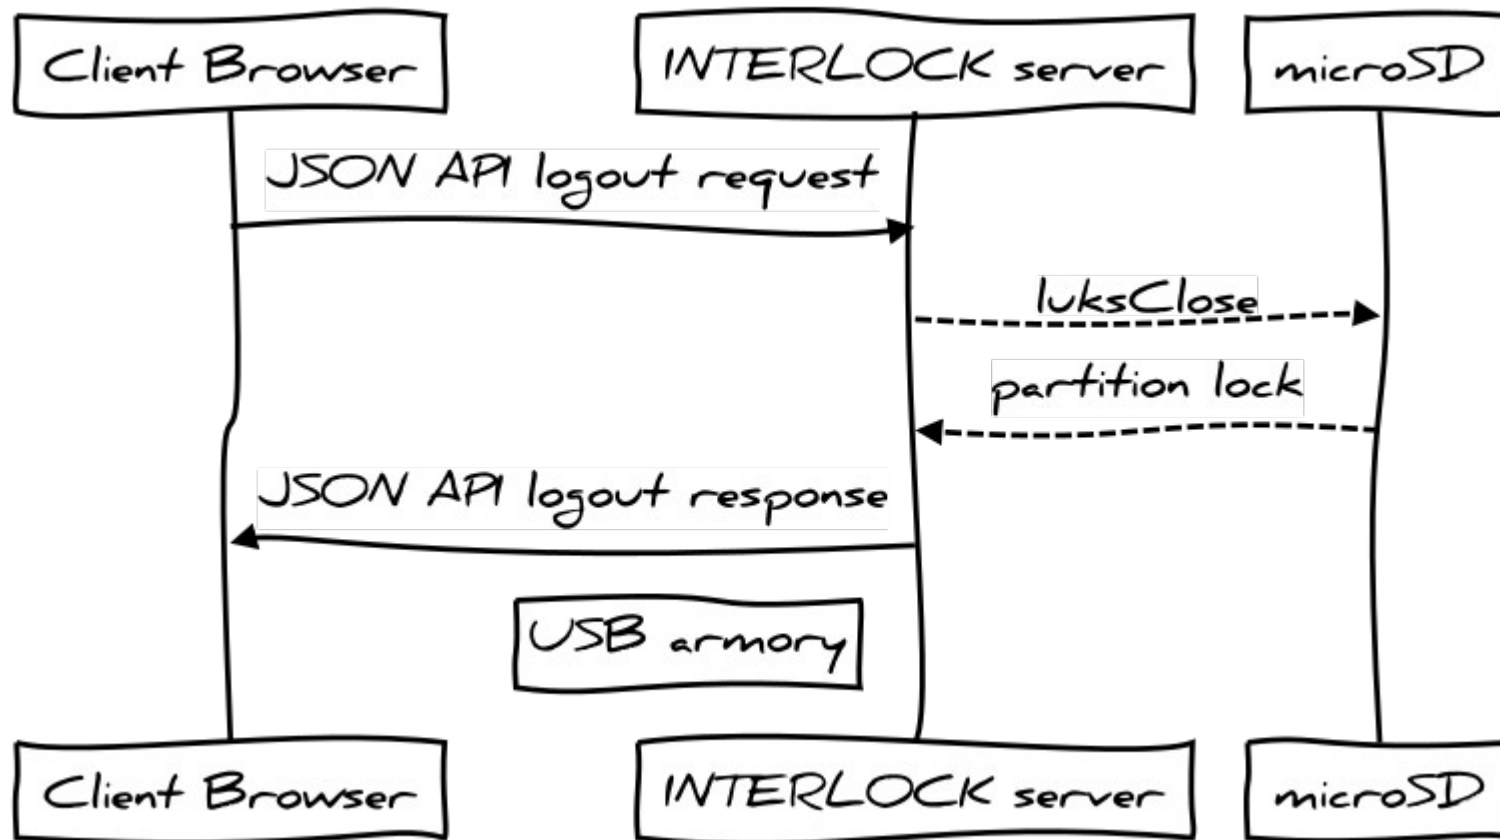 Client Browser
INTERLOCK server
microSD
JSON API logout request
luksClose
partition lock
JSON API logout response
USB armory
Client Browser
INTERLOCK server
microSD